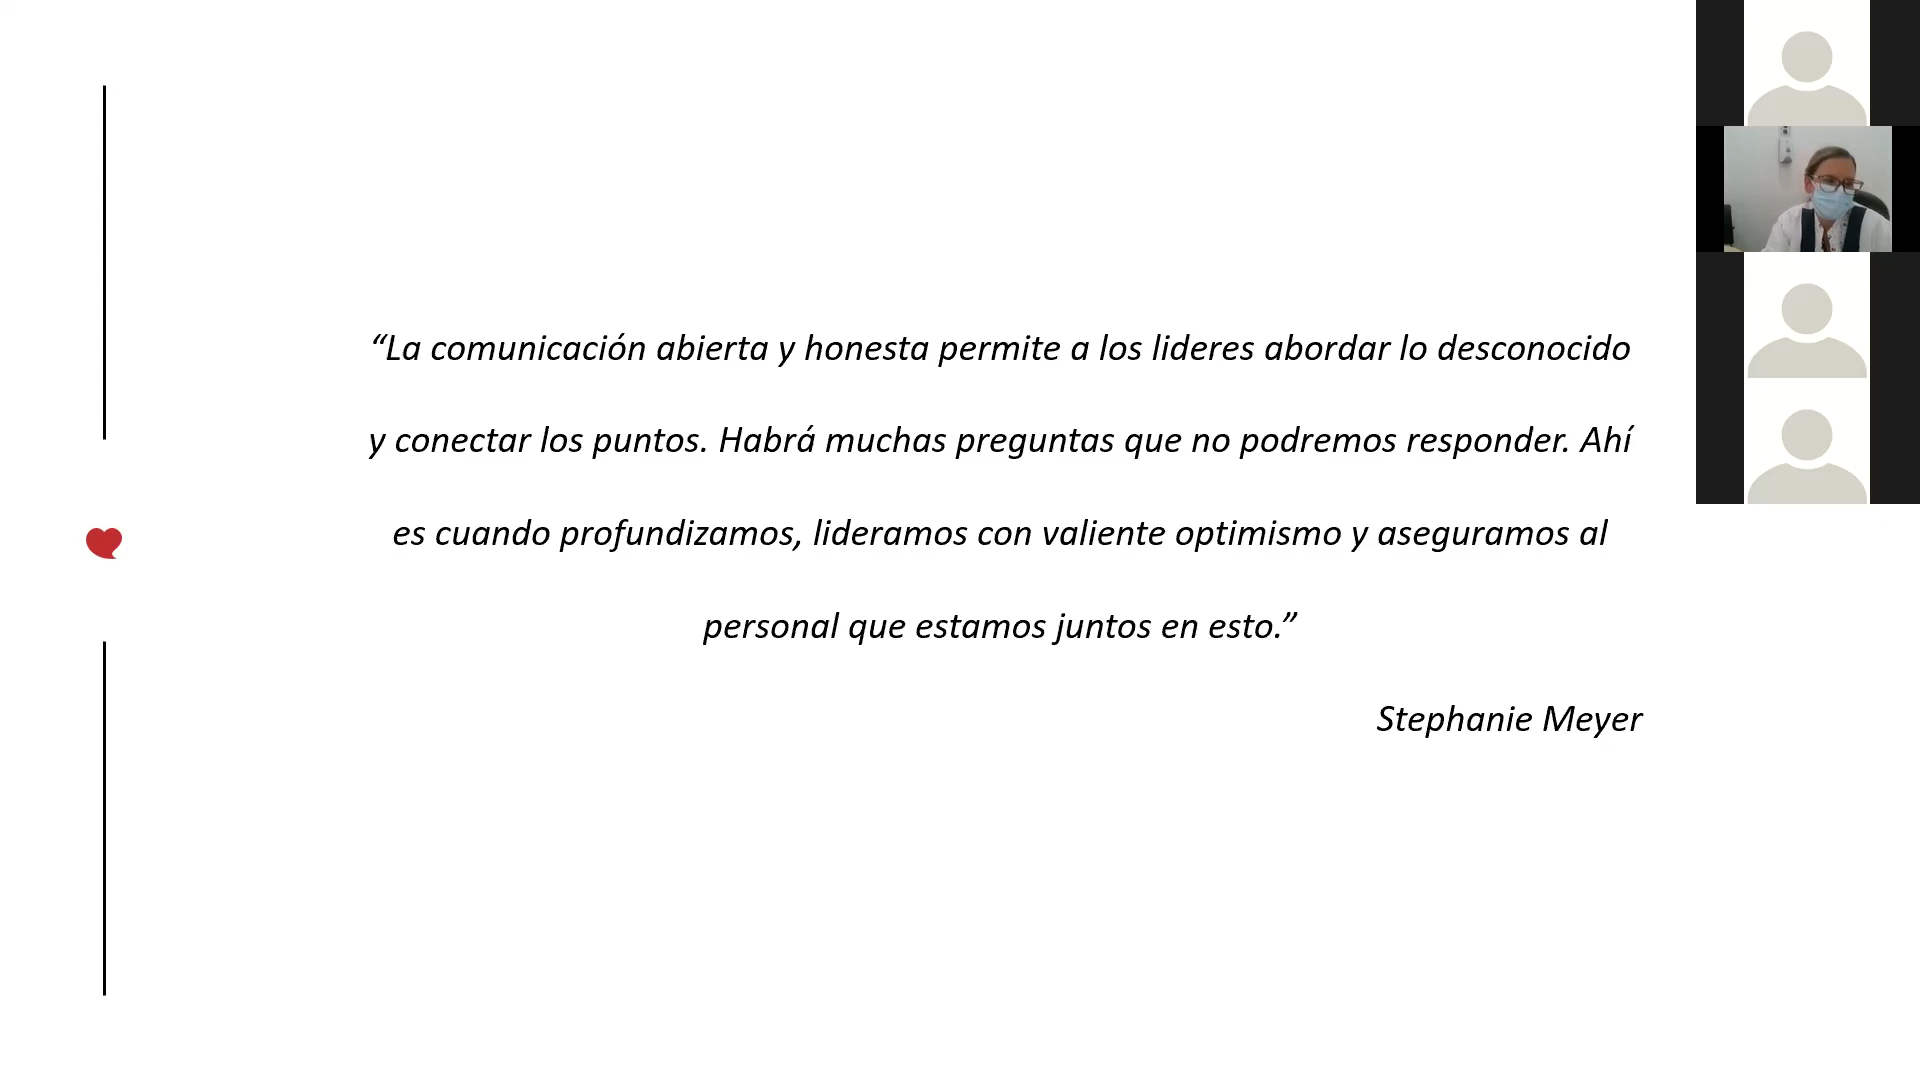 “La comunicación abierta y honesta permite a los lideres abordar lo desconocido
y conectar los puntos. Habrá muchas preguntas que no podremos responder. Ahí
es cuando profundizamos, lideramos con valiente optimismo y aseguramos al
personal que estamos juntos en esto.”
Stephanie Meyer